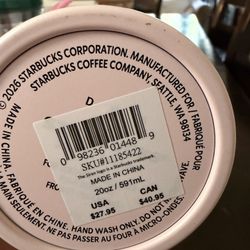 © 2026 STARBUCKS CORPORATION. MANUFACTURED FOR / FABRIQUÉ POUR
STARBUCKS COFFEE COMPANY, SEATTLE, WA 98134
MADE IN CHINA
D
0 98236 01448 9
SKU#11185422
The Siren logo is a Starbucks trademark.
MADE IN CHINA
20oz / 591mL
USA CAN
$27.95 $40.95
FABRIQUÉ EN CHINE. HAND WASH ONLY. DO NOT
À MAIN SEULEMENT. NE PAS PASSER AU FOUR À MICRO-ONDES.